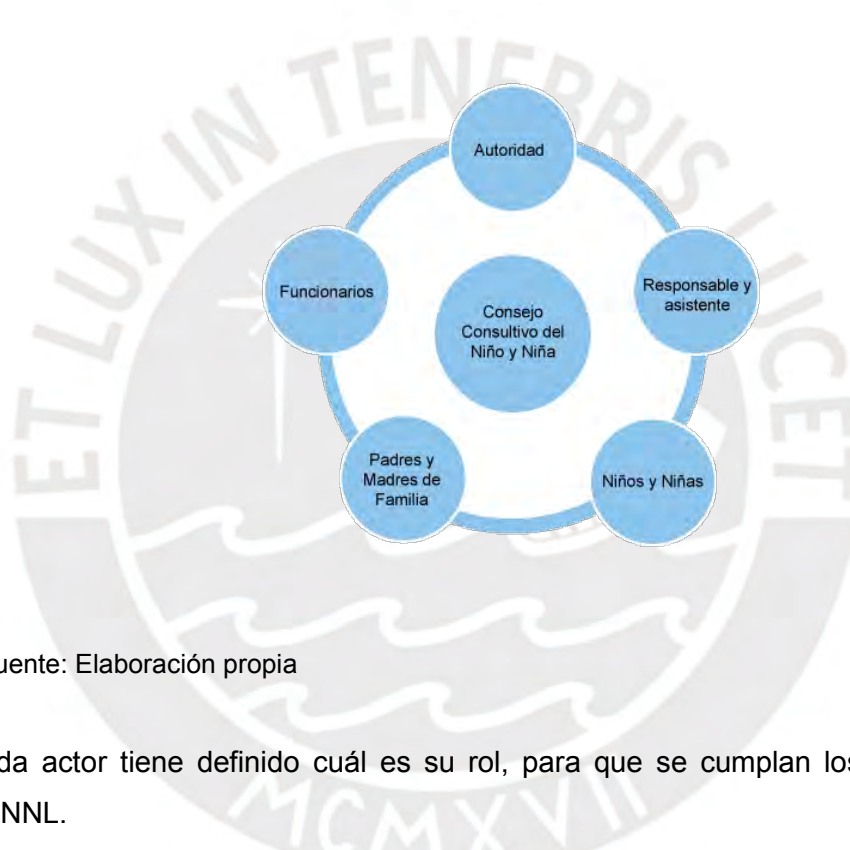 ET LUX IN TENEBRIS LUCET
Autoridad
Funcionarios
Responsable y
asistente
Consejo
Consultivo del
Niño y Niña
Padres y
Madres de
Familia
Niños y Niñas
uente: Elaboración propia
da actor tiene definido cuál es su rol, para que se cumplan los
NNL.
MCMXVII